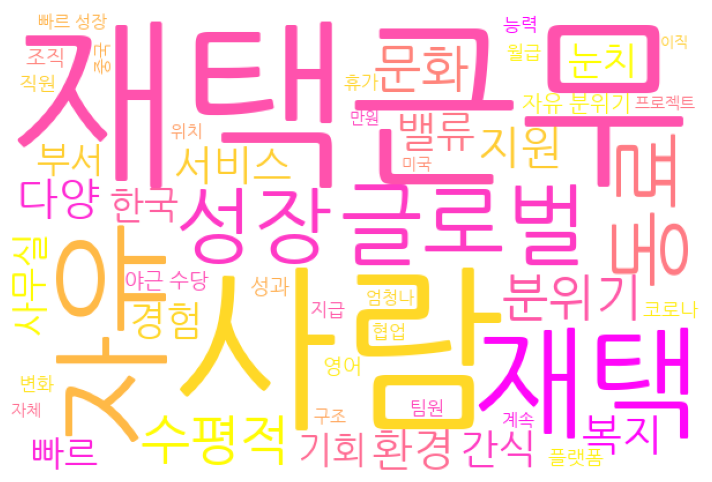 빠르 성장
조직
중국
직원
재택근무
문화
휴가
만원
능력
월급
눈치
이직
자유 분위기
프로젝트
위치
밸류
미국
지원
부서
서비스
동료
다양
한국
성장
글로벌
사무실
자유
야근 수당
경험
성과
지급
사람
엄청나
협업
영어
분위기
코로나
재택
변화
자체
빠르
수평적
구조
팀원
계속
기회
환경
간식
복지
플랫폼